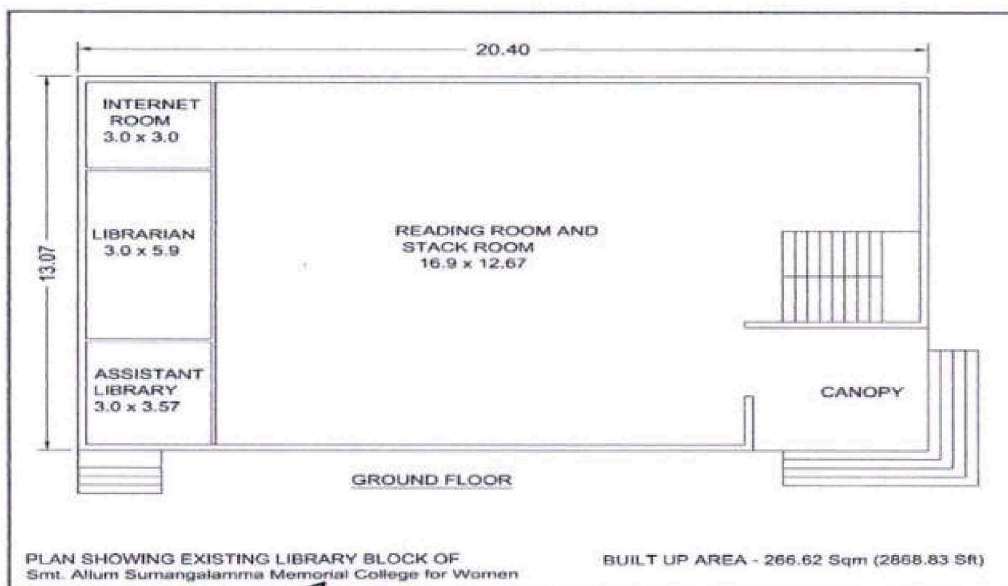 20.40
INTERNET
ROOM
3.0 x 3.0
13.07
LIBRARIAN
3.0 x 5.9
READING ROOM AND
STACK ROOM
16.9 x 12.67
ASSISTANT
LIBRARY
3.0 x 3.57
CANOPY
GROUND FLOOR
PLAN SHOWING EXISTING LIBRARY BLOCK OF
Smt. Allum Sumangalamma Memorial College for Women
BUILT UP AREA - 266.62 Sqm (2868.83 Sft)